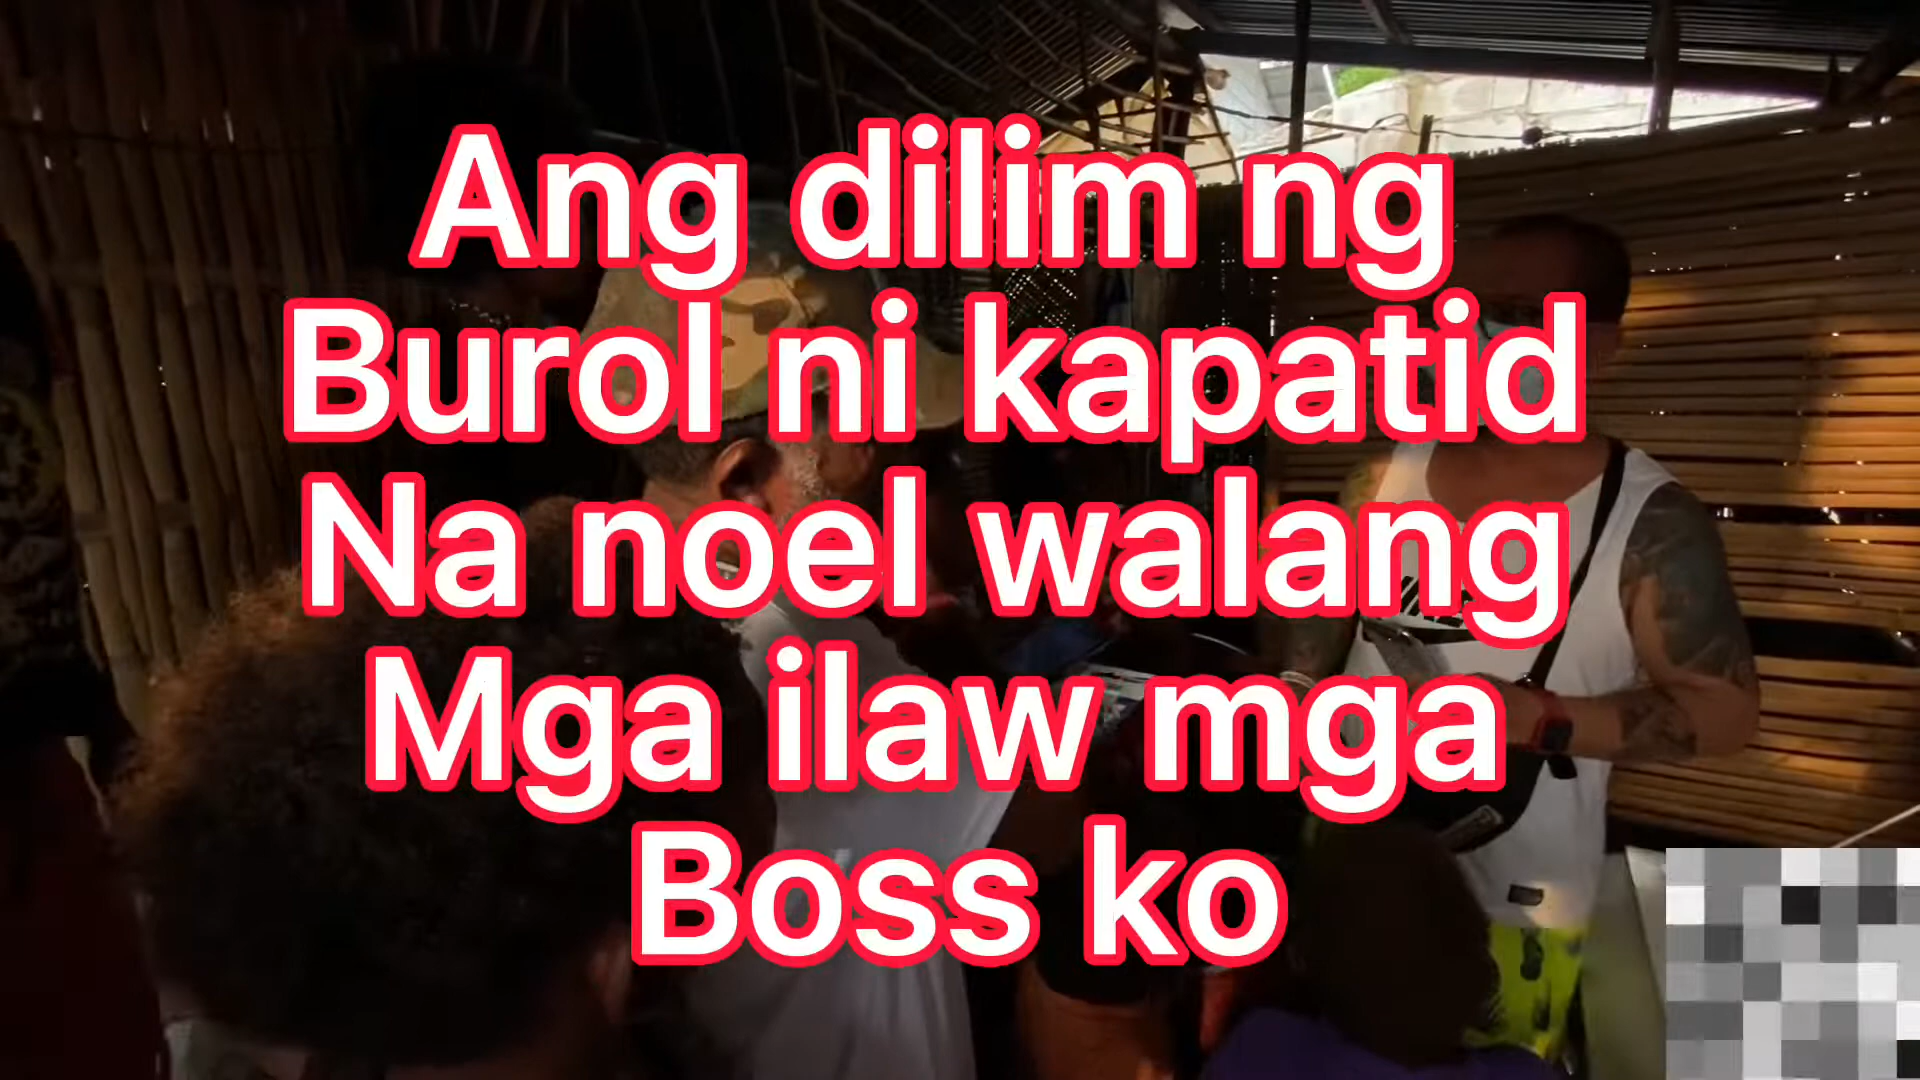 Ang dilim ng
Burol ni kapatid
Na noel walang
Mga ilaw mga
Boss ko